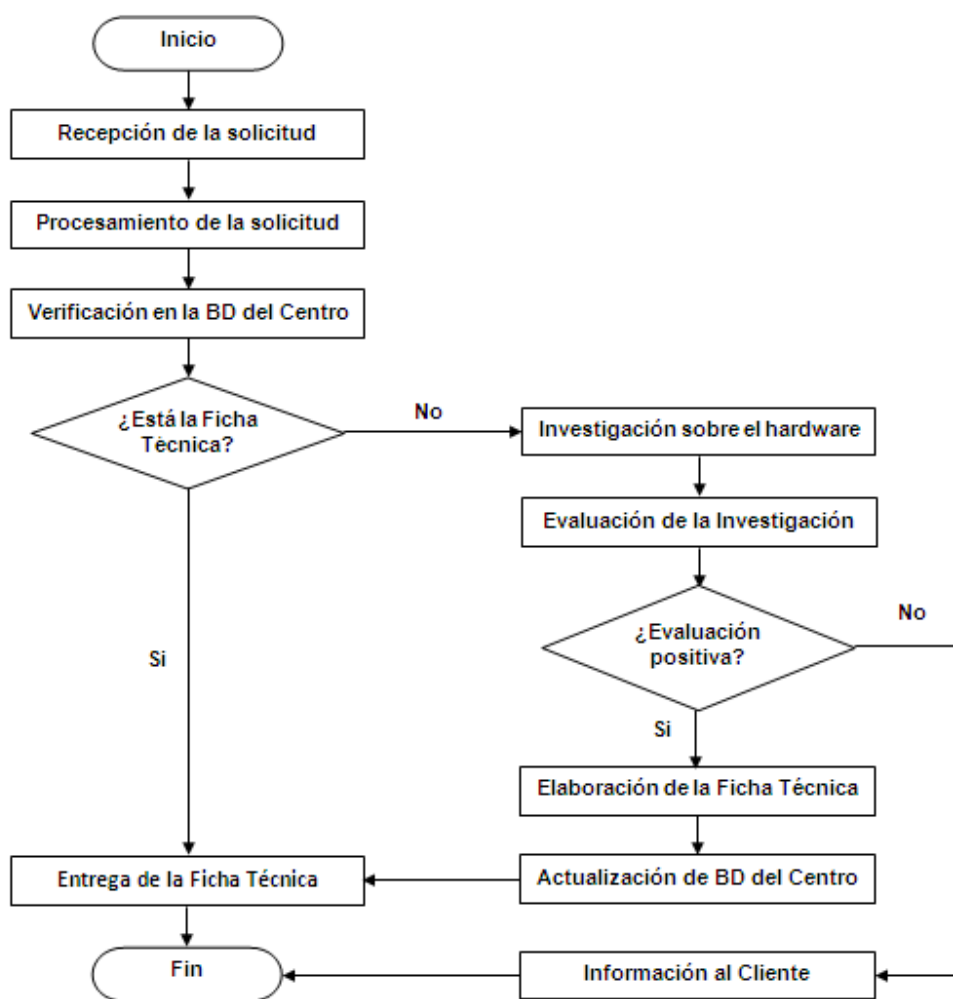 Inicio
Recepción de la solicitud
Procesamiento de la solicitud
Verificación en la BD del Centro
¿Está la Ficha
Técnica?
No
Investigación sobre el hardware
Evaluación de la Investigación
¿Evaluación
positiva?
No
Si
Si
Elaboración de la Ficha Técnica
Actualización de BD del Centro
Entrega de la Ficha Técnica
Fin
Información al Cliente